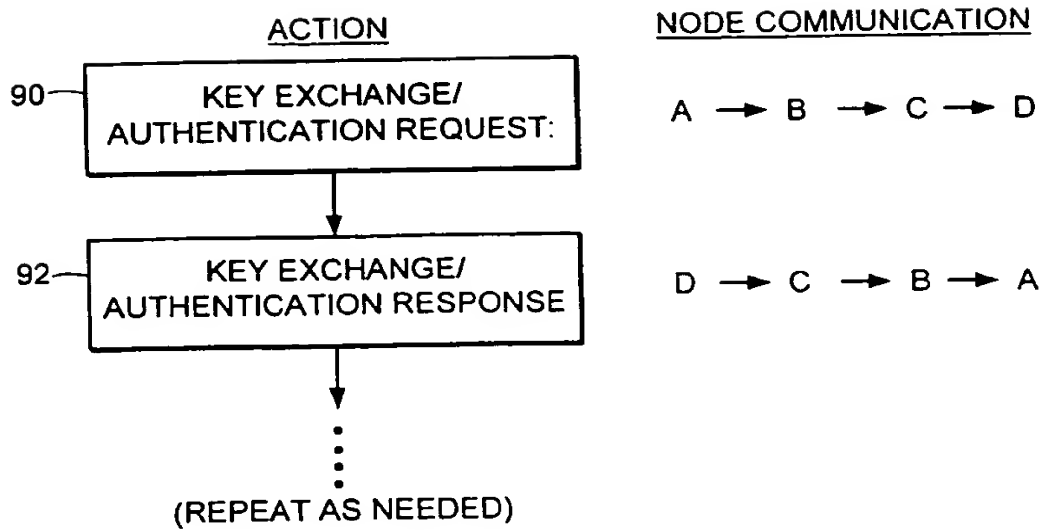 ACTION
NODE COMMUNICATION
90
KEY EXCHANGE/
AUTHENTICATION REQUEST:
A → B → C → D
92
KEY EXCHANGE/
AUTHENTICATION RESPONSE
D → C → B → A
(REPEAT AS NEEDED)